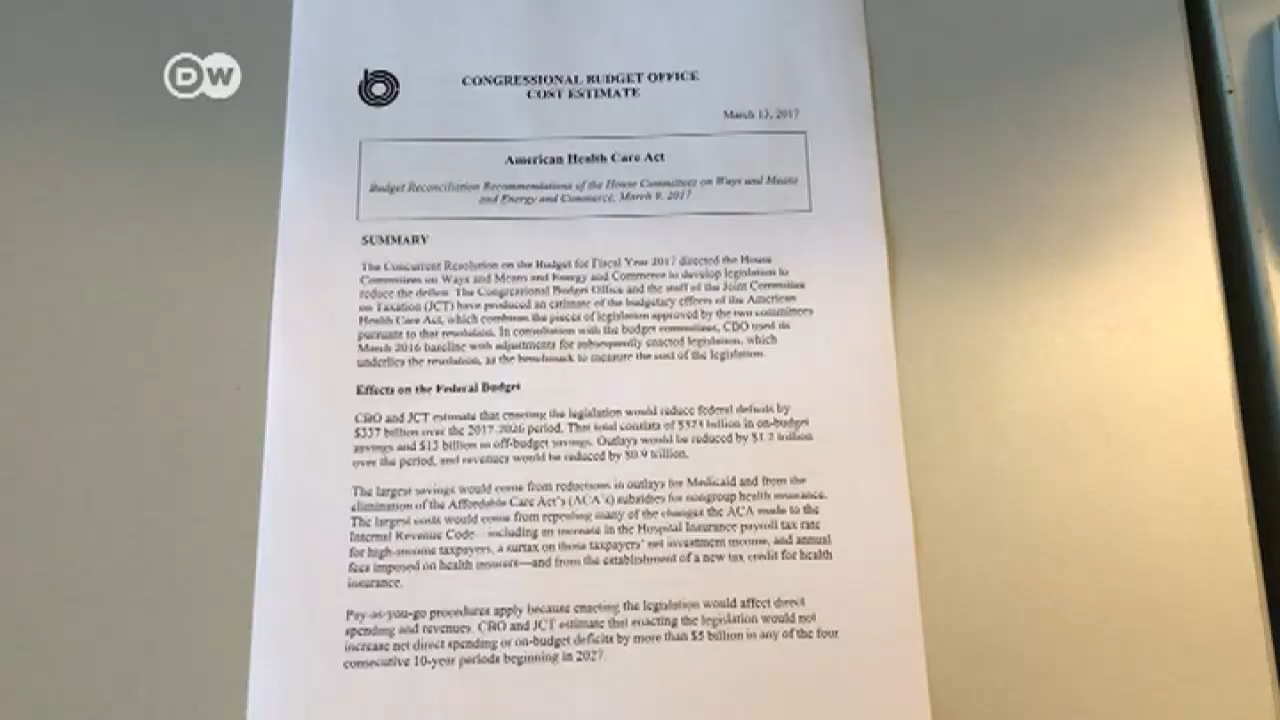 DW
CONGRESSIONAL BUDGET OFFICE
COST ESTIMATE
March 13, 2017
American Health Care Act
Budget Reconciliation Recommendations of the House Committees on Ways and Means
and Energy and Commerce, March 9, 2017
SUMMARY
The Concurrent Resolution on the Budget for Fiscal Year 2017 directed the House
Committees on Ways and Means and Energy and Commerce to develop legislation to
reduce the deficit. The Congressional Budget Office and the staff of the Joint Committee
on Taxation (JCT) have produced an estimate of the budgetary effects of the American
Health Care Act, which combines the pieces of legislation approved by the two committees
pursuant to that resolution. In consultation with the budget committees, CBO used its
March 2016 baseline with adjustments for subsequently enacted legislation, which
underlies the resolution, as the benchmark to measure the cost of the legislation.
Effects on the Federal Budget
CBO and JCT estimate that enacting the legislation would reduce federal deficits by
$337 billion over the 2017-2026 period. That total consists of $323 billion in on-budget
savings and $13 billion in off-budget savings. Outlays would be reduced by $1.2 trillion
over the period, and revenues would be reduced by $0.9 trillion.
The largest savings would come from reductions in outlays for Medicaid and from the
elimination of the Affordable Care Act's (ACA's) subsidies for nongroup health insurance.
The largest costs would come from repealing many of the changes the ACA made to the
Internal Revenue Code—including an increase in the Hospital Insurance payroll tax rate
for high-income taxpayers, a surtax on those taxpayers' net investment income, and annual
fees imposed on health insurers—and from the establishment of a new tax credit for health
insurance.
Pay-as-you-go procedures apply because enacting the legislation would affect direct
spending and revenues. CBO and JCT estimate that enacting the legislation would not
increase net direct spending or on-budget deficits by more than $5 billion in any of the four
consecutive 10-year periods beginning in 2027.